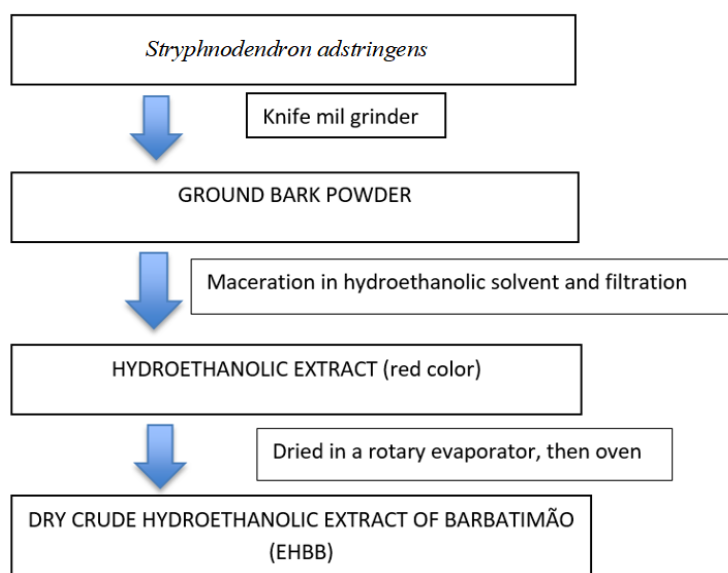 Stryphnodendron adstringens
Knife mil grinder
GROUND BARK POWDER
Maceration in hydroethanolic solvent and filtration
HYDROETHANOLIC EXTRACT (red color)
Dried in a rotary evaporator, then oven
DRY CRUDE HYDROETHANOLIC EXTRACT OF BARBATIMÃO
(EHBB)